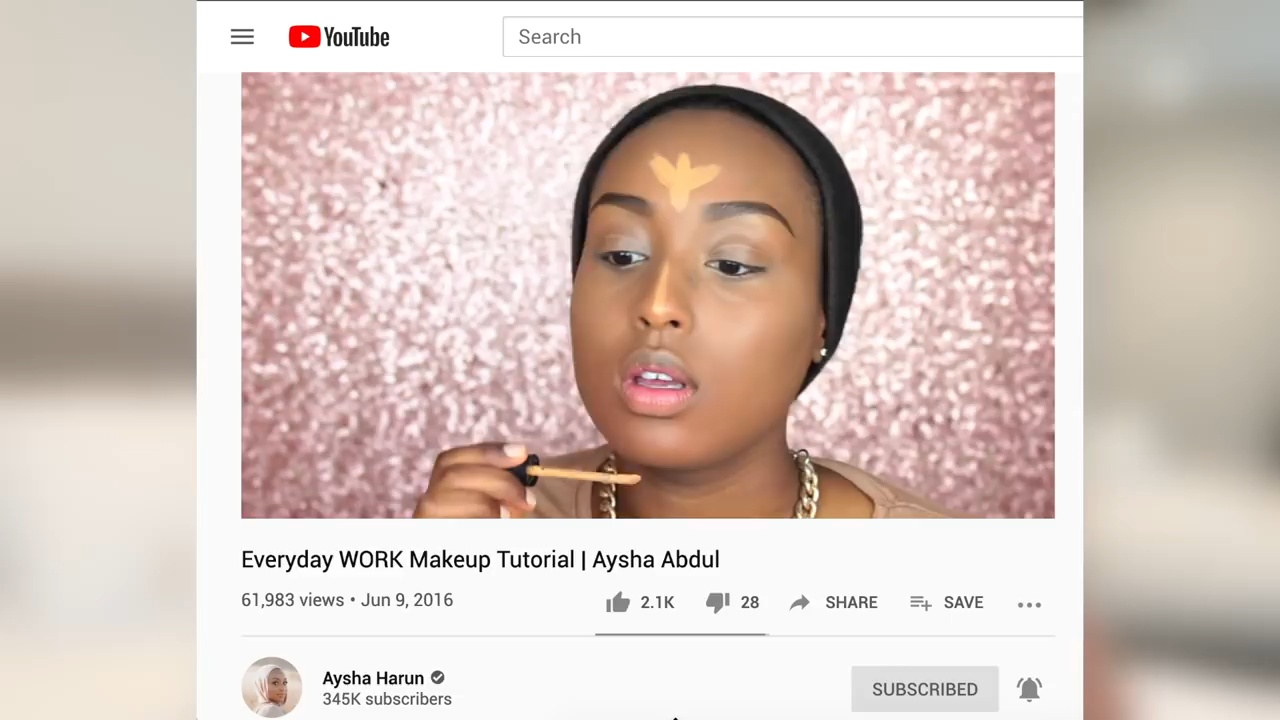 YouTube
Search
Everyday WORK Makeup Tutorial | Aysha Abdul
61,983 views • Jun 9, 2016
2.1K
28
SHARE
SAVE
Aysha Harun
345K subscribers
SUBSCRIBED